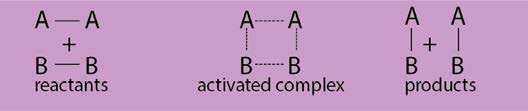 A A
+
B B
reactants
A A
B B
activated complex
A A
+
B B
products